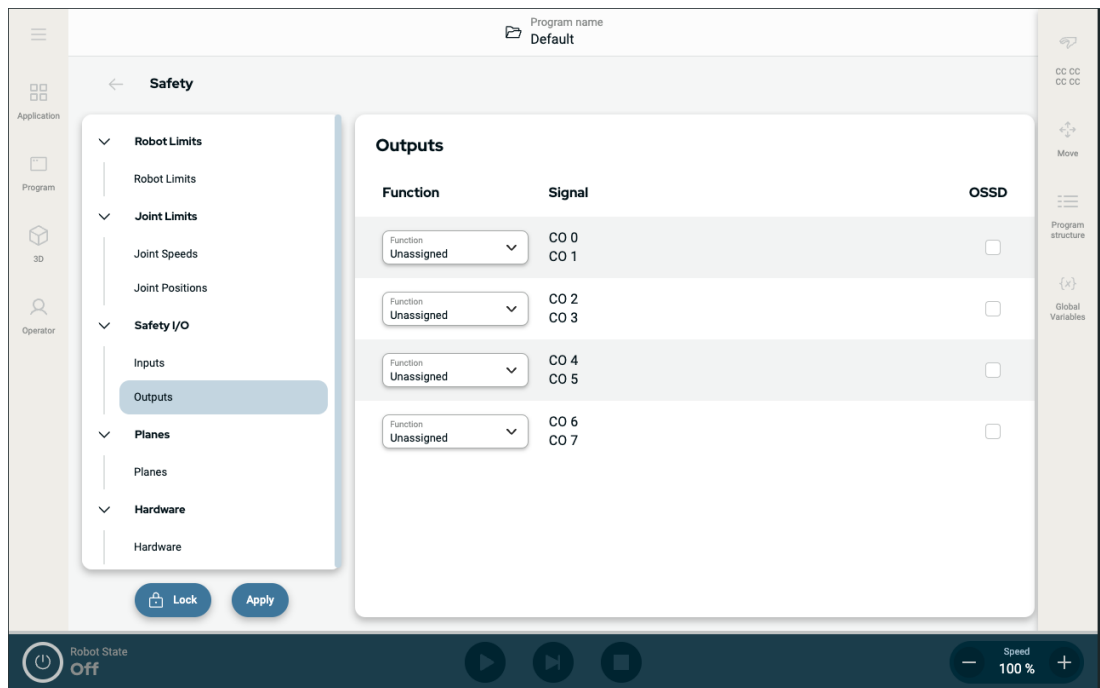 Program name
Default
Application
Program
3D
Operator
Safety
Robot Limits
Robot Limits
Joint Limits
Joint Speeds
Joint Positions
Safety I/O
Inputs
Outputs
Planes
Planes
Hardware
Hardware
Lock
Apply
Outputs
Function
Signal
OSSD
Function
Unassigned
CO 0
CO 1
Function
Unassigned
CO 2
CO 3
Function
Unassigned
CO 4
CO 5
Function
Unassigned
CO 6
CO 7
CC CC
CC CC
Move
Program
structure
{x}
Global
Variables
Robot State
Off
Speed
100 %